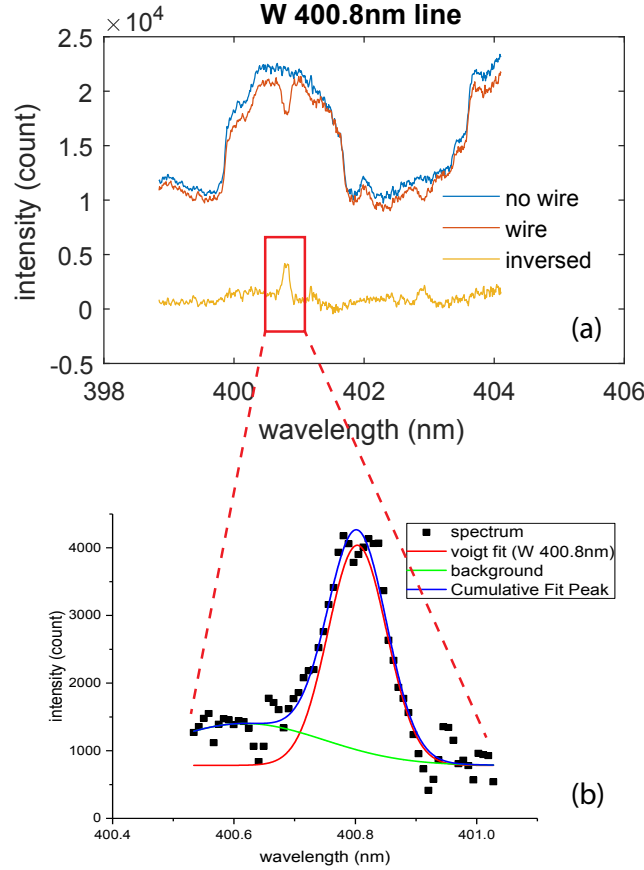 W 400.8nm line
×10⁴
2.5
2
1.5
1
0.5
0
-0.5
intensity (count)
no wire
wire
inversed
(a)
398 400 402 404 406
wavelength (nm)
spectrum
voigt fit (W 400.8nm)
background
Cumulative Fit Peak
4000
3000
2000
1000
0
intensity (count)
(b)
400.4 400.6 400.8 401.0
wavelength (nm)